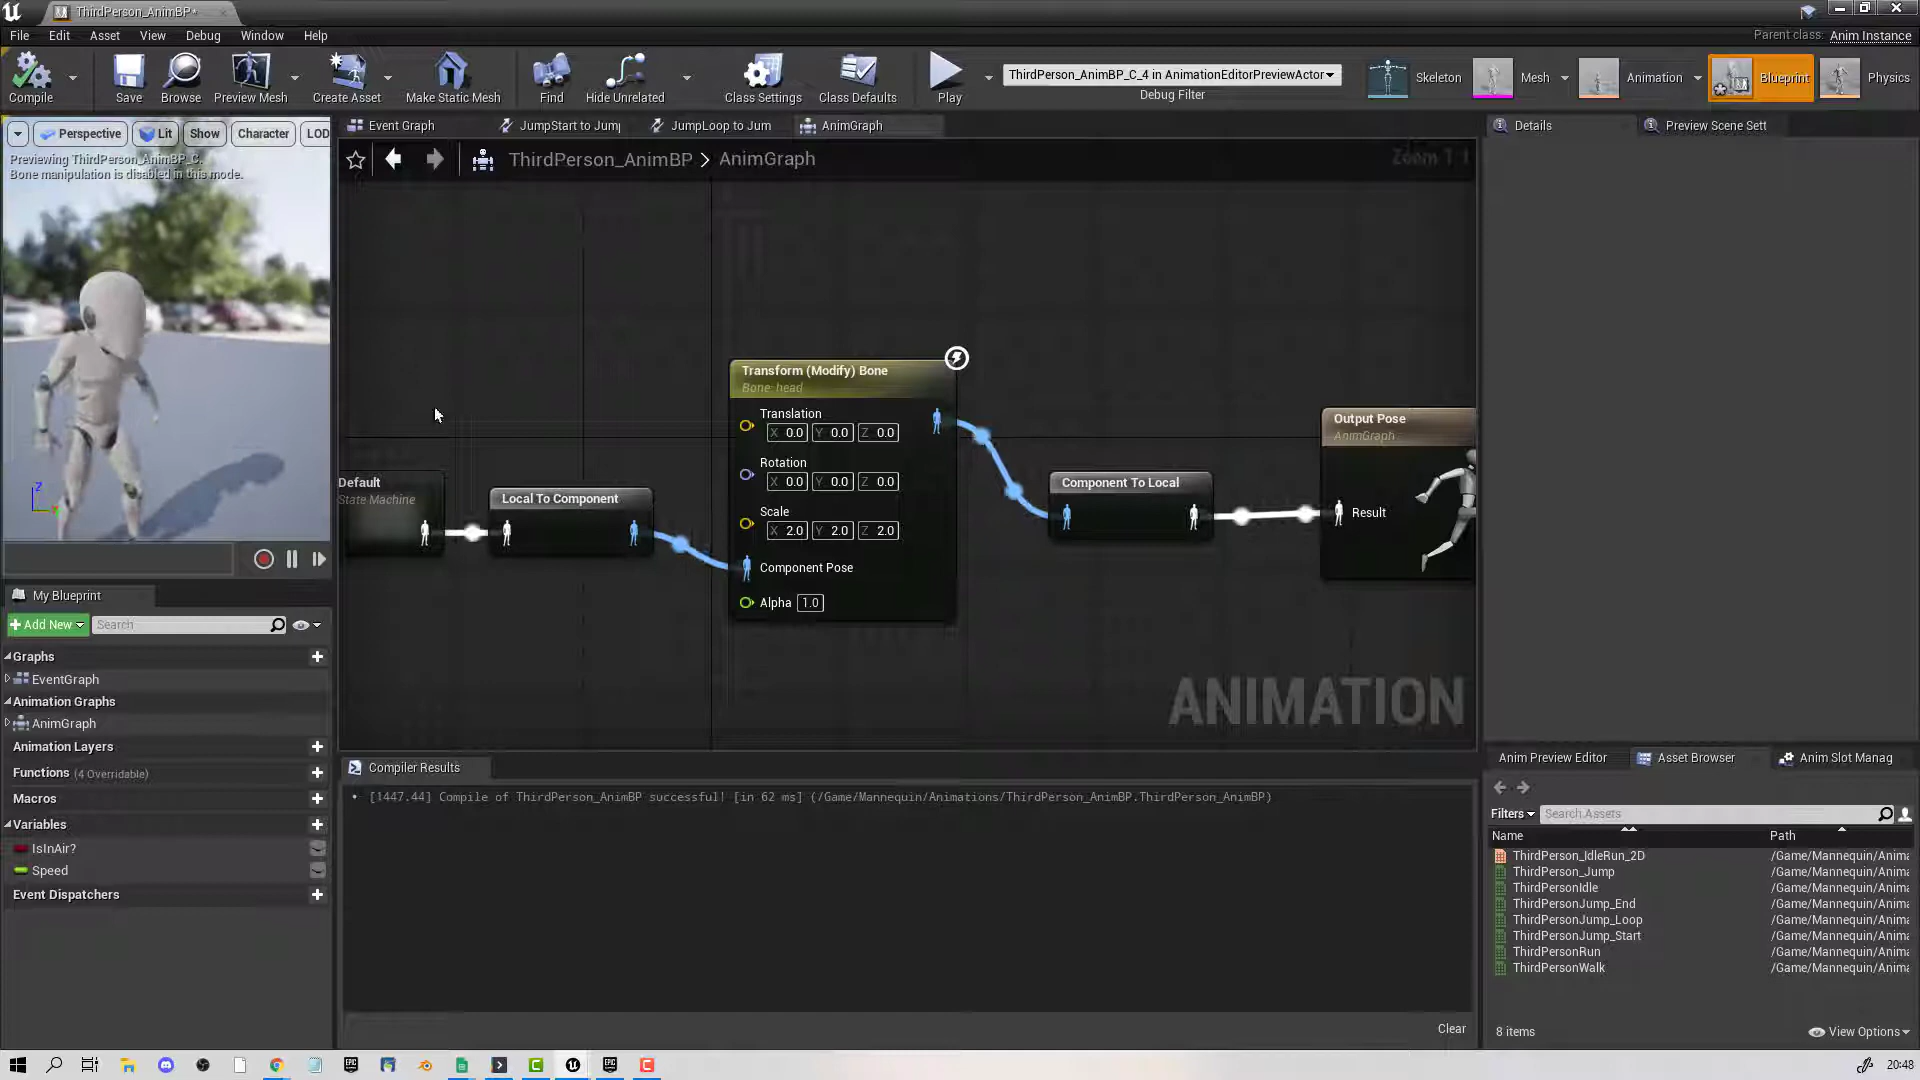 ThirdPerson_AnimBP*
File Edit Asset View Debug Window Help
Parent class: Anim Instance
Compile Save Browse Preview Mesh Create Asset Make Static Mesh Find Hide Unrelated Class Settings Class Defaults Play
ThirdPerson_AnimBP_C_4 in AnimationEditorPreviewActor
Debug Filter
Skeleton Mesh Animation Blueprint Physics
Perspective Lit Show Character LOD
Previewing ThirdPerson_AnimBP_C.
Bone manipulation is disabled in this mode.
Event Graph JumpStart to Jump JumpLoop to Jum AnimGraph
ThirdPerson_AnimBP > AnimGraph
Zoom 1:1
Details Preview Scene Sett
Transform (Modify) Bone
Bone: head
Translation
X 0.0 Y 0.0 Z 0.0
Rotation
X 0.0 Y 0.0 Z 0.0
Scale
X 2.0 Y 2.0 Z 2.0
Component Pose
Alpha 1.0
Default
State Machine
Local To Component
Component To Local
Output Pose
AnimGraph
Result
ANIMATION
Z
My Blueprint
Add New Search
Graphs
EventGraph
Animation Graphs
AnimGraph
Animation Layers
Functions (4 Overridable)
Macros
Variables
IsInAir?
Speed
Event Dispatchers
Compiler Results
[1447.44] Compile of ThirdPerson_AnimBP successful! [in 62 ms] (/Game/Mannequin/Animations/ThirdPerson_AnimBP.ThirdPerson_AnimBP)
Clear
Anim Preview Editor Asset Browser Anim Slot Manag
Filters Search Assets
Name Path
ThirdPerson_IdleRun_2D /Game/Mannequin/Anima
ThirdPerson_Jump /Game/Mannequin/Anima
ThirdPersonIdle /Game/Mannequin/Anima
ThirdPersonJump_End /Game/Mannequin/Anima
ThirdPersonJump_Loop /Game/Mannequin/Anima
ThirdPersonJump_Start /Game/Mannequin/Anima
ThirdPersonRun /Game/Mannequin/Anima
ThirdPersonWalk /Game/Mannequin/Anima
8 items
View Options
20:48